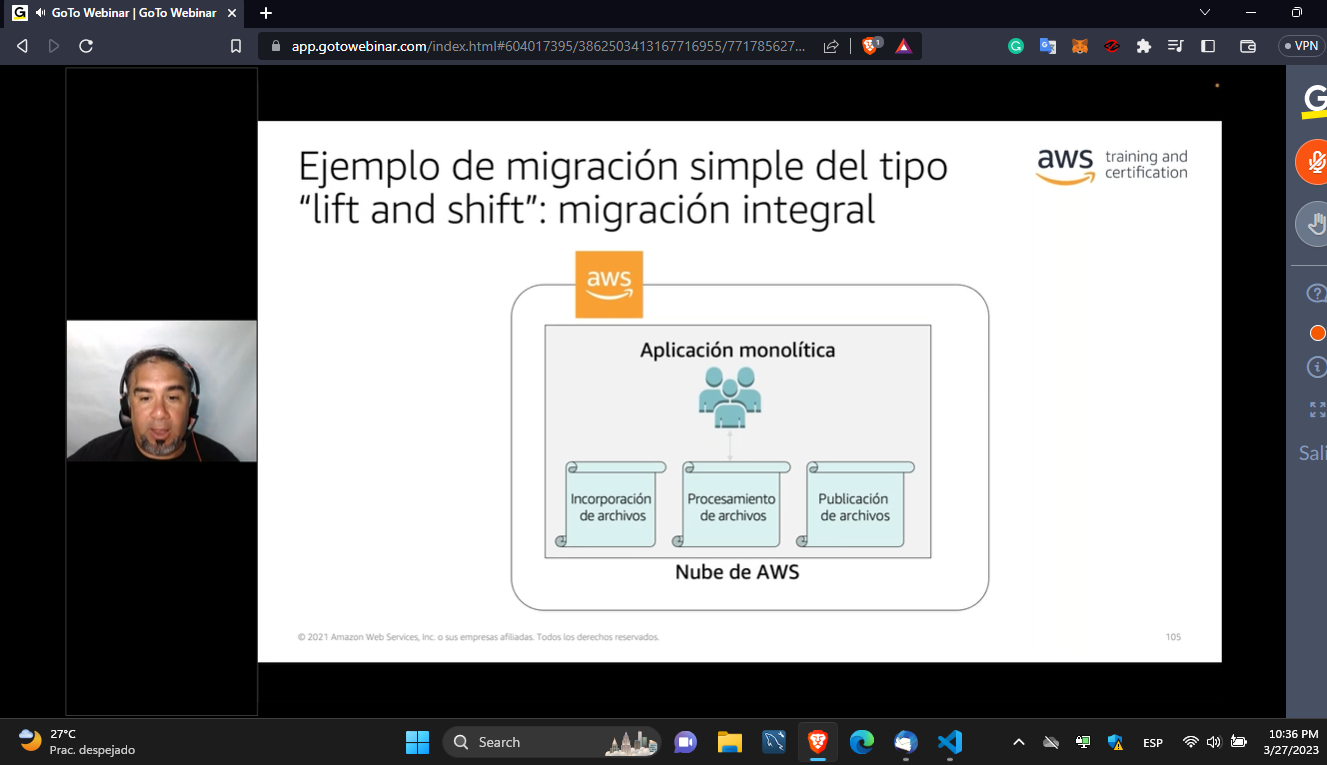 GoTo Webinar | GoTo Webinar
app.gotowebinar.com/index.html#604017395/3862503413167716955/771785627...
1
VPN
Ejemplo de migración simple del tipo
“lift and shift”: migración integral
aws training and
certification
aws
Aplicación monolítica
Incorporación
de archivos
Procesamiento
de archivos
Publicación
de archivos
Nube de AWS
© 2021 Amazon Web Services, Inc. o sus empresas afiliadas. Todos los derechos reservados.
105
Sali
27°C
Prac. despejado
Search
ESP
10:36 PM
3/27/2023